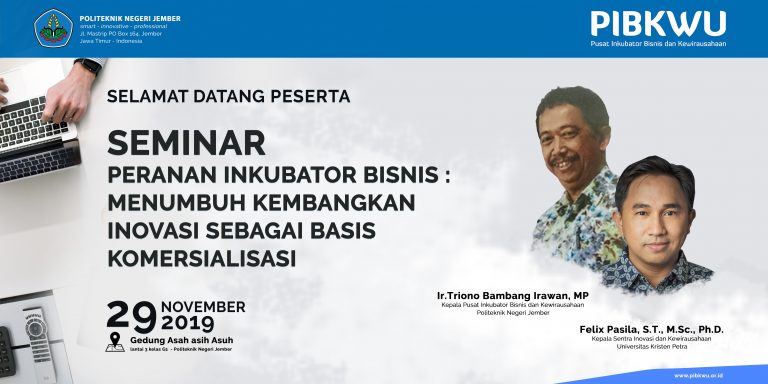 POLITEKNIK NEGERI JEMBER
smart - innovative - professional
Jl. Mastrip PO Box 164, Jember
Jawa Timur - Indonesia
PIBKWU
Pusat Inkubator Bisnis dan Kewirausahaan
SELAMAT DATANG PESERTA
SEMINAR
PERANAN INKUBATOR BISNIS :
MENUMBUH KEMBANGKAN
INOVASI SEBAGAI BASIS
KOMERSIALISASI
29 NOVEMBER
2019
Gedung Asah asih Asuh
lantai 3 kelas G1 - Politeknik Negeri Jember
Ir.Triono Bambang Irawan, MP
Kepala Pusat Inkubator Bisnis dan Kewirausahaan
Politeknik Negeri Jember
Felix Pasila, S.T., M.Sc., Ph.D.
Kepala Sentra Inovasi dan Kewirausahaan
Universitas Kristen Petra
www.pibkwu.or.id